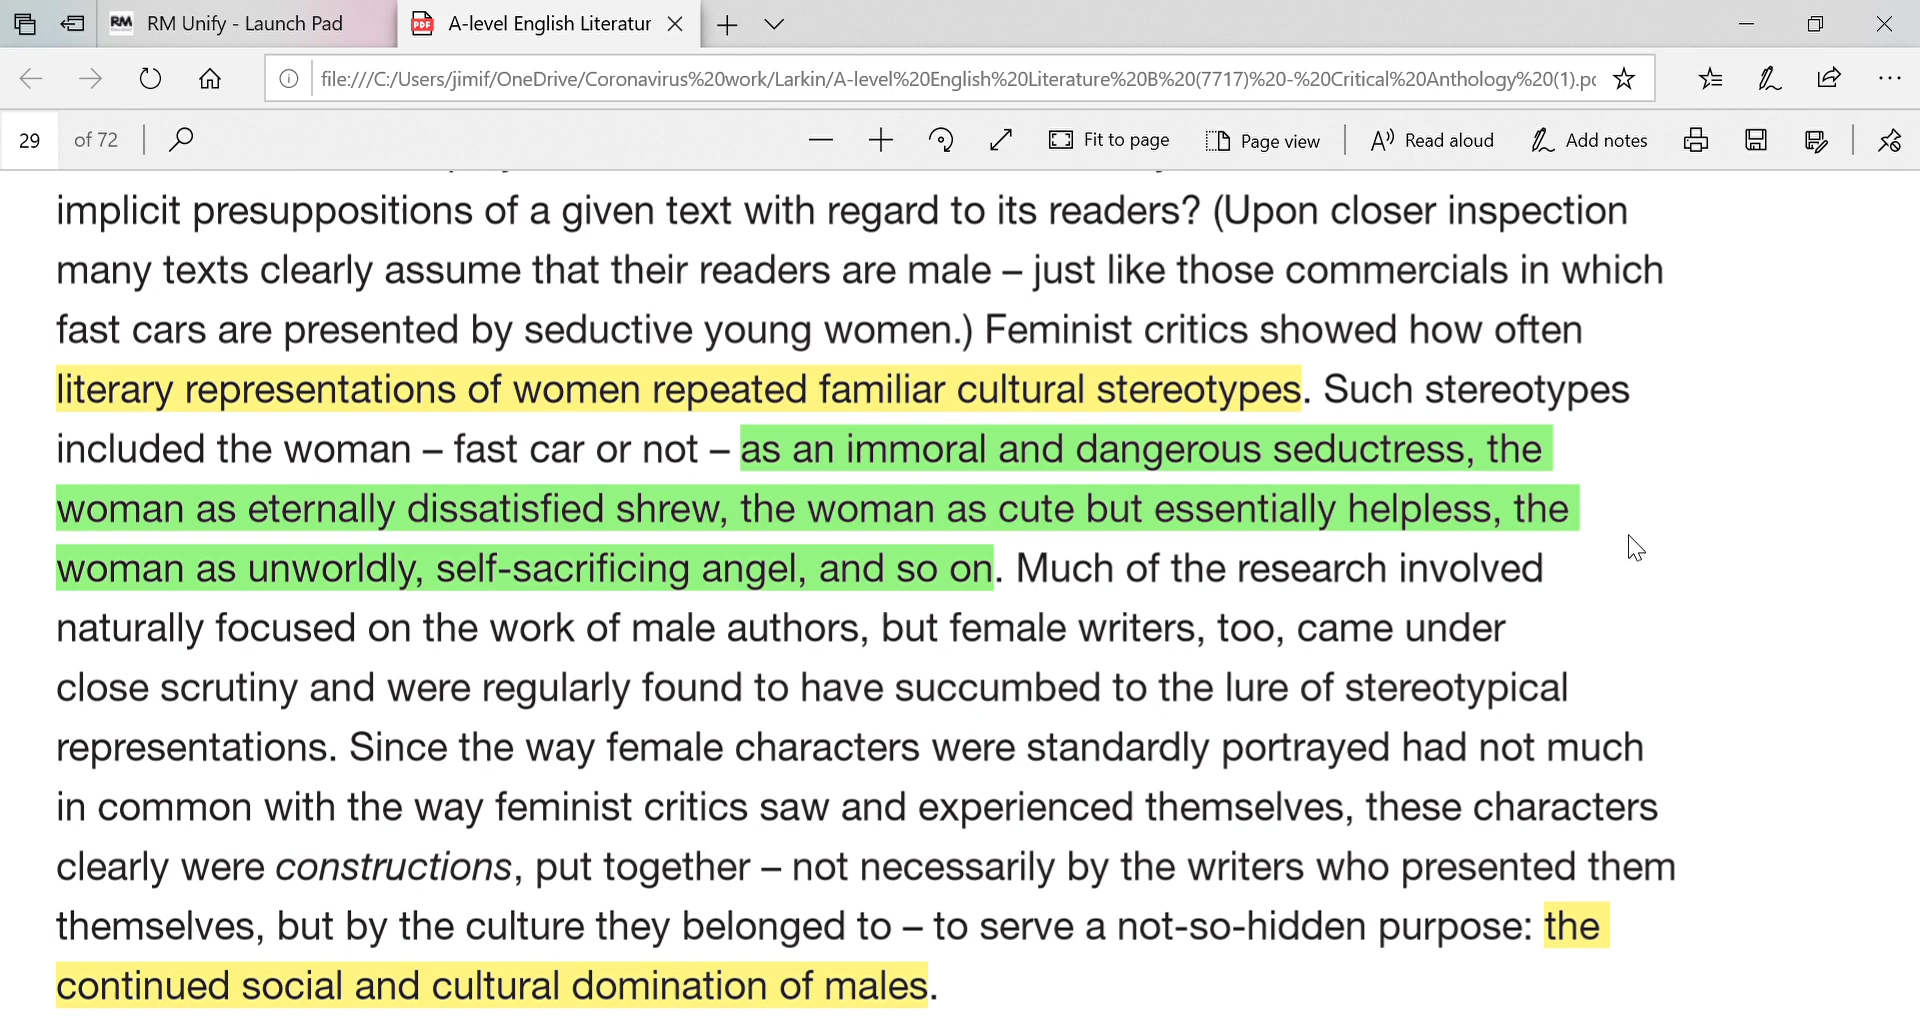 RM Unify - Launch Pad
A-level English Literatur
file:///C:/Users/jimif/OneDrive/Coronavirus%20work/Larkin/A-level%20English%20Literature%20B%20(7717)%20-%20Critical%20Anthology%20(1).pc
29 of 72 Fit to page Page view Read aloud Add notes
implicit presuppositions of a given text with regard to its readers? (Upon closer inspection
many texts clearly assume that their readers are male – just like those commercials in which
fast cars are presented by seductive young women.) Feminist critics showed how often
literary representations of women repeated familiar cultural stereotypes. Such stereotypes
included the woman – fast car or not – as an immoral and dangerous seductress, the
woman as eternally dissatisfied shrew, the woman as cute but essentially helpless, the
woman as unworldly, self-sacrificing angel, and so on. Much of the research involved
naturally focused on the work of male authors, but female writers, too, came under
close scrutiny and were regularly found to have succumbed to the lure of stereotypical
representations. Since the way female characters were standardly portrayed had not much
in common with the way feminist critics saw and experienced themselves, these characters
clearly were constructions, put together – not necessarily by the writers who presented them
themselves, but by the culture they belonged to – to serve a not-so-hidden purpose: the
continued social and cultural domination of males.